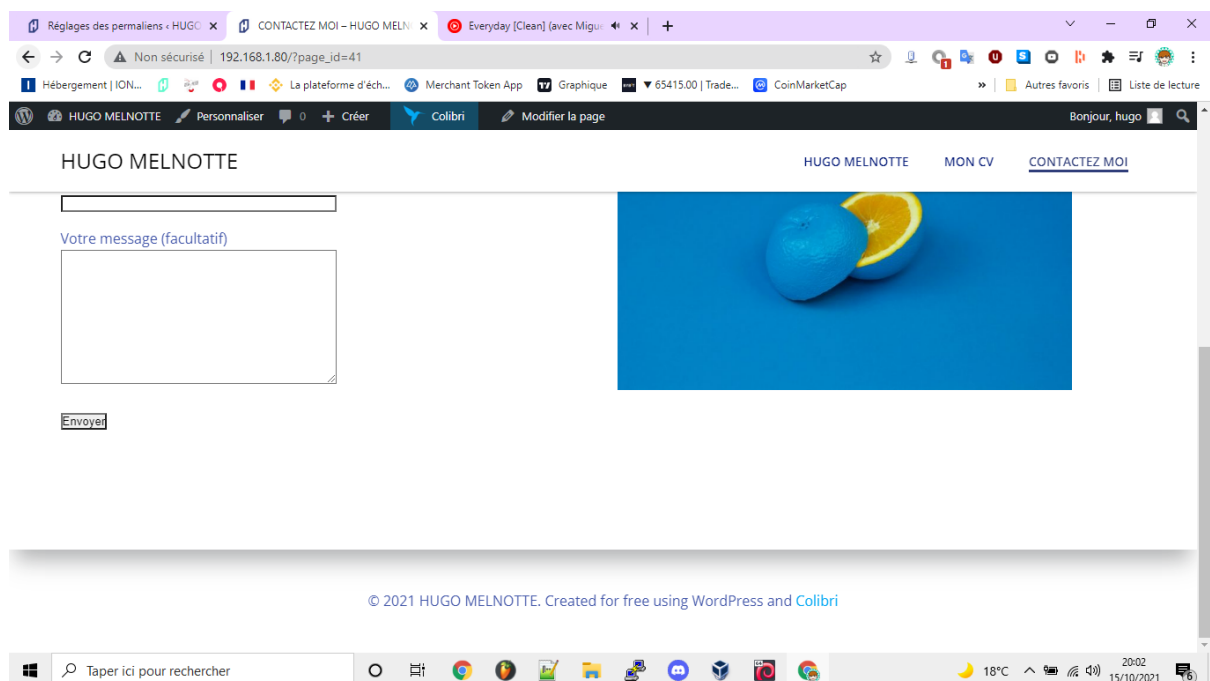 Réglages des permaliens ‹ HUGO
CONTACTEZ MOI – HUGO MELN
Everyday [Clean] (avec Migue
Non sécurisé | 192.168.1.80/?page_id=41
Hébergement | ION...
La plateforme d'éch...
Merchant Token App
Graphique
▼ 65415.00 | Trade...
CoinMarketCap
»
Autres favoris
Liste de lecture
HUGO MELNOTTE
Personnaliser
0
+ Créer
Colibri
Modifier la page
Bonjour, hugo
HUGO MELNOTTE
HUGO MELNOTTE
MON CV
CONTACTEZ MOI
Votre message (facultatif)
Envoyer
© 2021 HUGO MELNOTTE. Created for free using WordPress and Colibri
Taper ici pour rechercher
18°C
20:02
15/10/2021
6